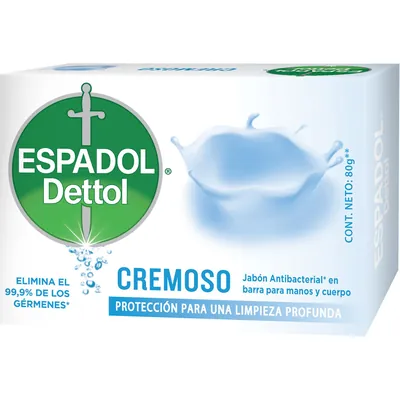 CREMOSO
ESPADOL®
Dettol
ELIMINA EL
99,9% DE LOS
GÉRMENES*
CREMOSO
Jabón Antibacterial* en
barra para manos y cuerpo
PROTECCIÓN PARA UNA LIMPIEZA PROFUNDA
CONT. NETO: 80g**